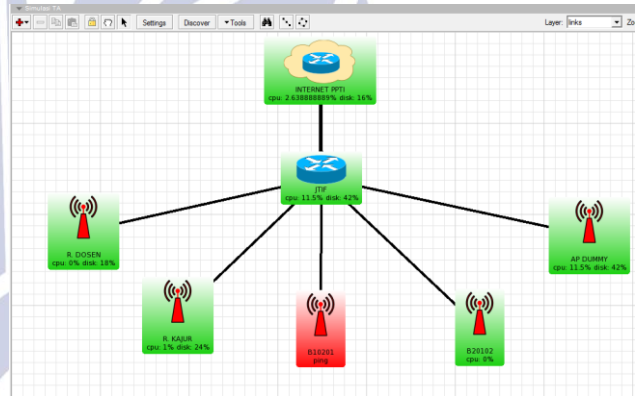 Simulasi TA
Settings
Discover
Tools
Layer: links
Zo
INTERNET PPTI
cpu: 2.638888889% disk: 16%
JTIF
cpu: 11.5% disk: 42%
R. DOSEN
cpu: 0% disk: 18%
AP DUMMY
cpu: 11.5% disk: 42%
R. KAJUR
cpu: 1% disk: 24%
B10201
ping
B20102
cpu: 0%